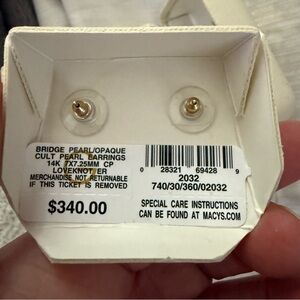 BRIDGE PEARL/OPAQUE
CULT PEARL EARRINGS
14K 7X7.25MM CP
LOVEKNOT ER
MERCHANDISE NOT RETURNABLE
IF THIS TICKET IS REMOVED
$340.00
0 28321 69428 9
2032
740/30/360/02032
SPECIAL CARE INSTRUCTIONS
CAN BE FOUND AT MACYS.COM